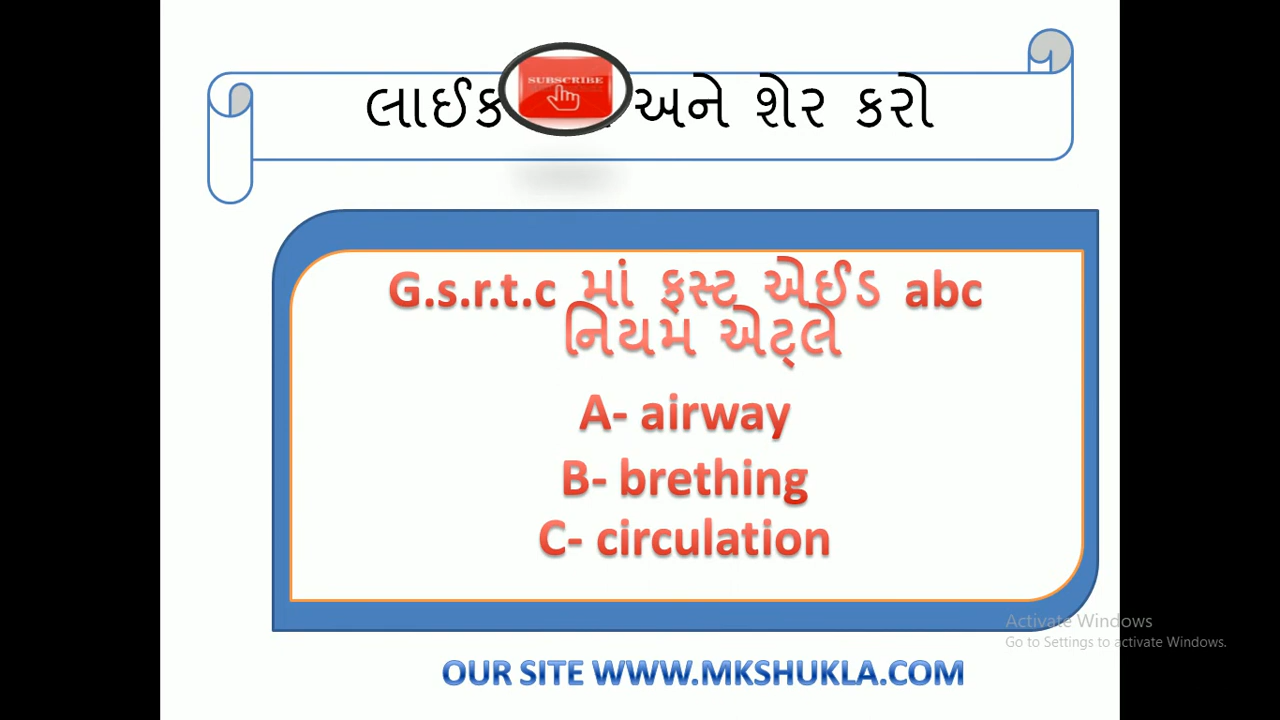 લાઈક અને શેર કરો
SUBSCRIBE
G.s.r.t.c માં ફસ્ટ એઈડ abc
નિયમ એટ્લે
A- airway
B- brething
C- circulation
Activate Windows
Go to Settings to activate Windows.
OUR SITE WWW.MKSHUKLA.COM